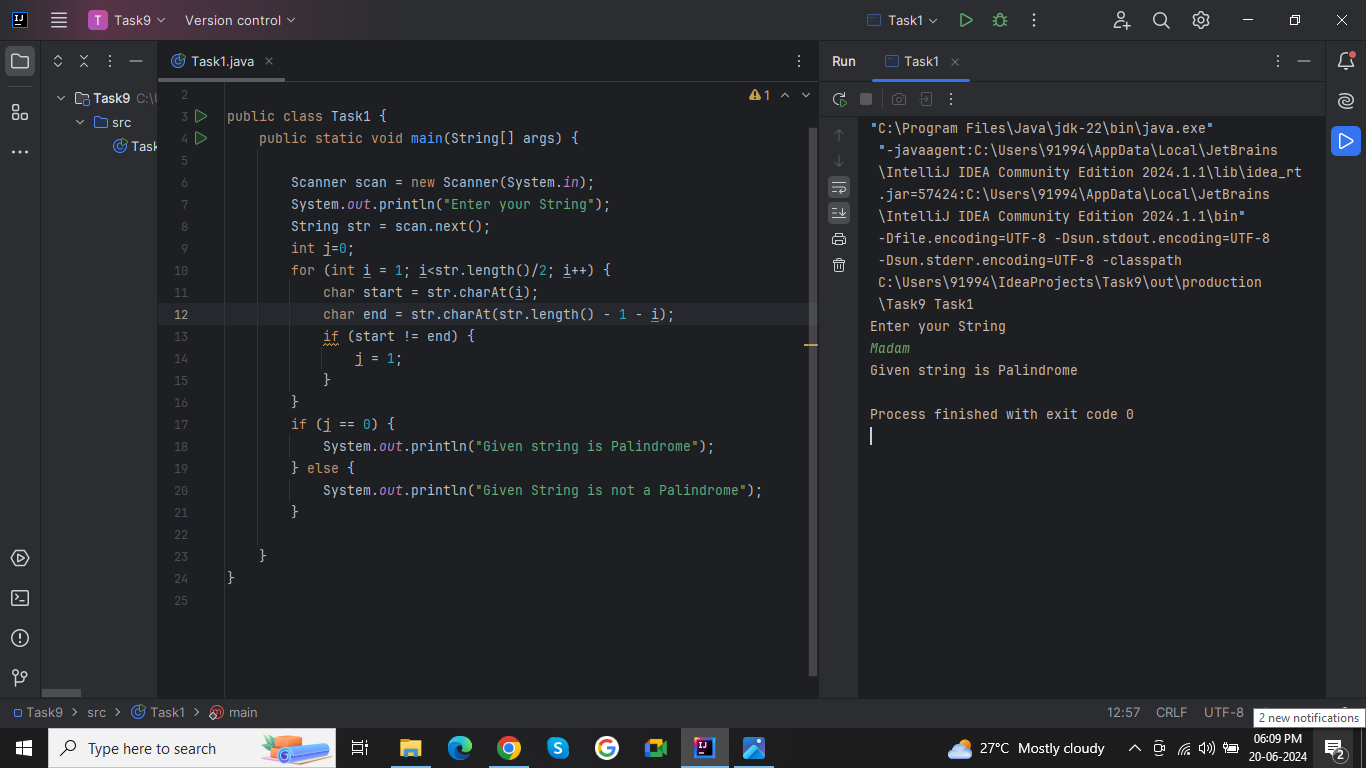 Task9
Version control
Task1
Task1.java
Run
Task1
Task9 C:\U
src
Task
1
2
3 public class Task1 {
4 public static void main(String[] args) {
5
6 Scanner scan = new Scanner(System.in);
7 System.out.println("Enter your String");
8 String str = scan.next();
9 int j=0;
10 for (int i = 1; i<str.length()/2; i++) {
11 char start = str.charAt(i);
12 char end = str.charAt(str.length() - 1 - i);
13 if (start != end) {
14 j = 1;
15 }
16 }
17 if (j == 0) {
18 System.out.println("Given string is Palindrome");
19 } else {
20 System.out.println("Given String is not a Palindrome");
21 }
22
23 }
24 }
25
"C:\Program Files\Java\jdk-22\bin\java.exe"
"-javaagent:C:\Users\91994\AppData\Local\JetBrains
\IntelliJ IDEA Community Edition 2024.1.1\lib\idea_rt
.jar=57424:C:\Users\91994\AppData\Local\JetBrains
\IntelliJ IDEA Community Edition 2024.1.1\bin"
-Dfile.encoding=UTF-8 -Dsun.stdout.encoding=UTF-8
-Dsun.stderr.encoding=UTF-8 -classpath
C:\Users\91994\IdeaProjects\Task9\out\production
\Task9 Task1
Enter your String
Madam
Given string is Palindrome
Process finished with exit code 0
Task9 > src > Task1 > main
12:57 CRLF UTF-8
2 new notifications
Type here to search
27°C Mostly cloudy
06:09 PM
20-06-2024
2